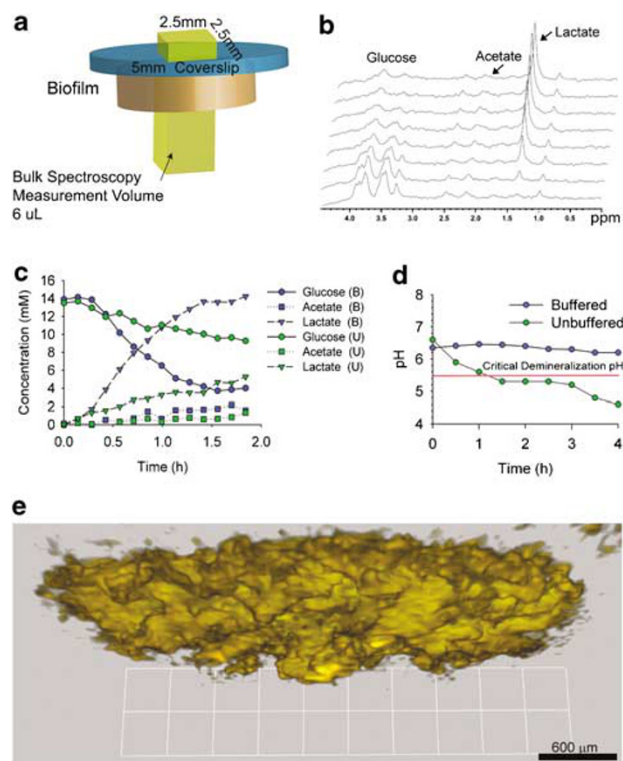 a
2.5mm
2.5mm
5mm Coverslip
Biofilm
Bulk Spectroscopy
Measurement Volume
6 uL
b
Lactate
Glucose
Acetate
4.0 3.5 3.0 2.5 2.0 1.5 1.0 0.5 ppm
c
Concentration (mM)
16
14
12
10
8
6
4
2
0
0.0 0.5 1.0 1.5 2.0
Time (h)
Glucose (B)
Acetate (B)
Lactate (B)
Glucose (U)
Acetate (U)
Lactate (U)
d
Buffered
Unbuffered
pH
8
7
6
5
4
Critical Demineralization pH
0 1 2 3 4
Time (h)
e
600 µm